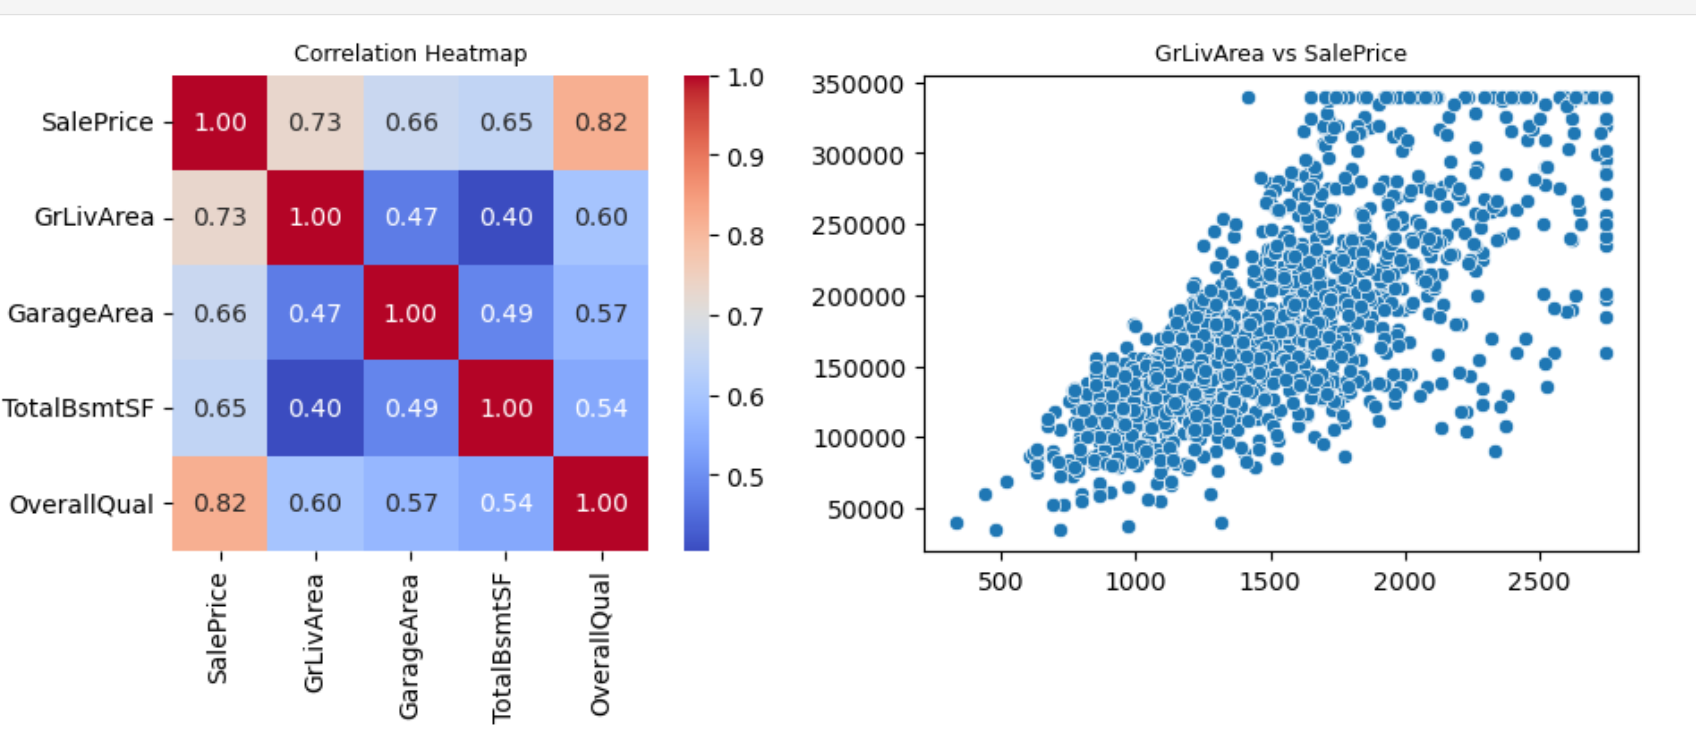 Correlation Heatmap
SalePrice 1.00 0.73 0.66 0.65 0.82
GrLivArea 0.73 1.00 0.47 0.40 0.60
GarageArea 0.66 0.47 1.00 0.49 0.57
TotalBsmtSF 0.65 0.40 0.49 1.00 0.54
OverallQual 0.82 0.60 0.57 0.54 1.00
SalePrice GrLivArea GarageArea TotalBsmtSF OverallQual
1.0
0.9
0.8
0.7
0.6
0.5
GrLivArea vs SalePrice
350000
300000
250000
200000
150000
100000
50000
500 1000 1500 2000 2500